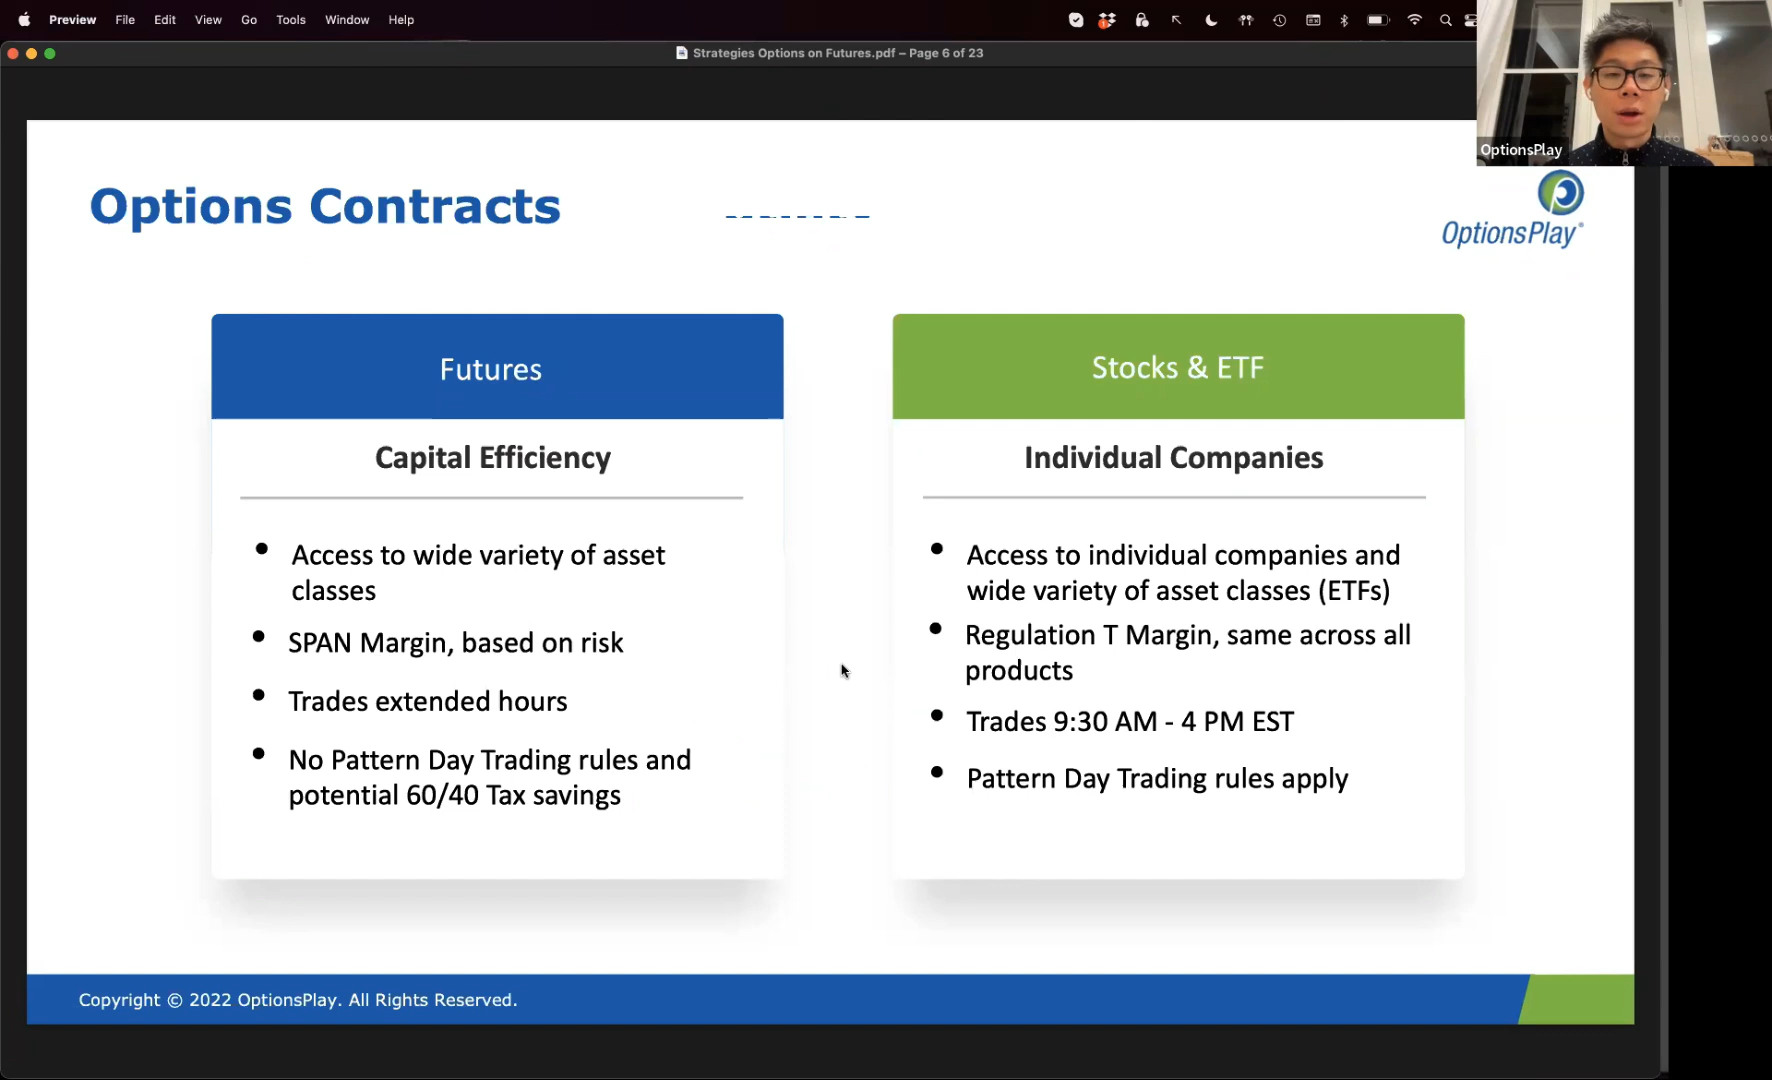 Preview File Edit View Go Tools Window Help
Strategies Options on Futures.pdf – Page 6 of 23
OptionsPlay
Options Contracts
OptionsPlay
Futures
Capital Efficiency
• Access to wide variety of asset
classes
• SPAN Margin, based on risk
• Trades extended hours
• No Pattern Day Trading rules and
potential 60/40 Tax savings
Stocks & ETF
Individual Companies
• Access to individual companies and
wide variety of asset classes (ETFs)
• Regulation T Margin, same across all
products
• Trades 9:30 AM - 4 PM EST
• Pattern Day Trading rules apply
Copyright © 2022 OptionsPlay. All Rights Reserved.